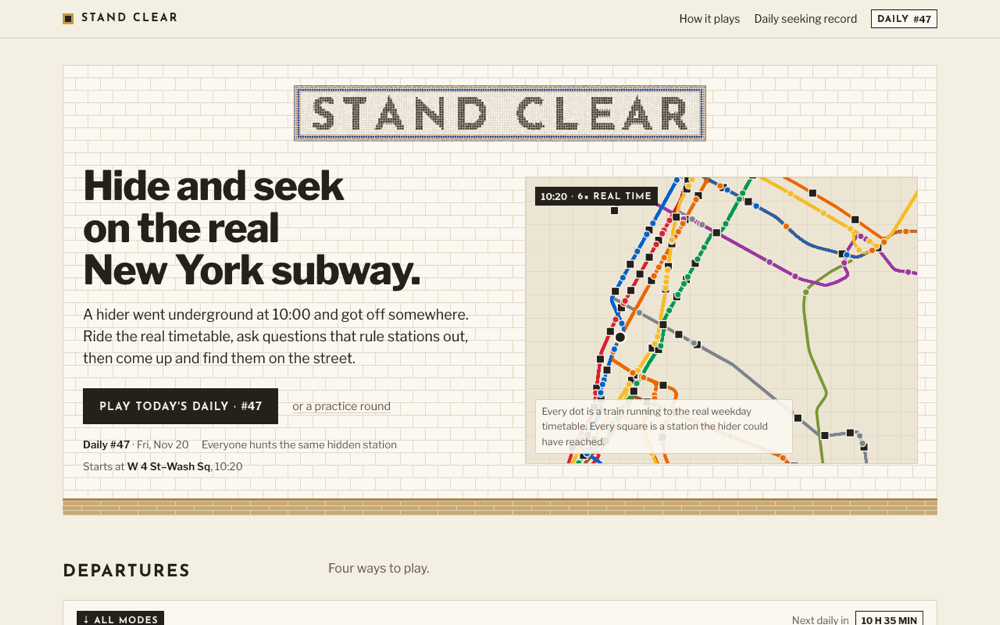 STAND CLEAR
How it plays
Daily seeking record
DAILY #47
STAND CLEAR
Hide and seek
on the real
New York subway.
A hider went underground at 10:00 and got off somewhere.
Ride the real timetable, ask questions that rule stations out,
then come up and find them on the street.
PLAY TODAY'S DAILY · #47
or a practice round
Daily #47 · Fri, Nov 20
Everyone hunts the same hidden station
Starts at W 4 St–Wash Sq, 10:20
10:20 · 6× REAL TIME
Every dot is a train running to the real weekday
timetable. Every square is a station the hider could
have reached.
DEPARTURES
Four ways to play.
↓ ALL MODES
Next daily in
10 H 35 MIN